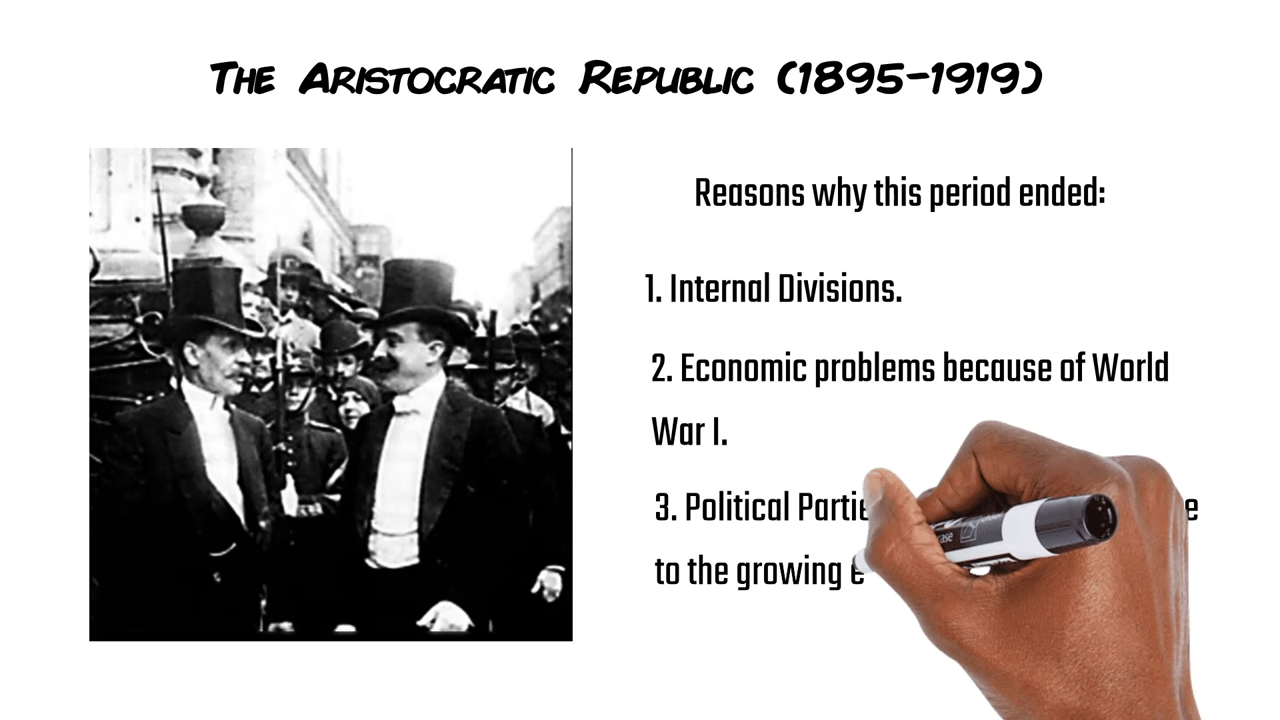 The Aristocratic Republic (1895-1919)
Reasons why this period ended:
1. Internal Divisions.
2. Economic problems because of World
War I.
3. Political
to the growing